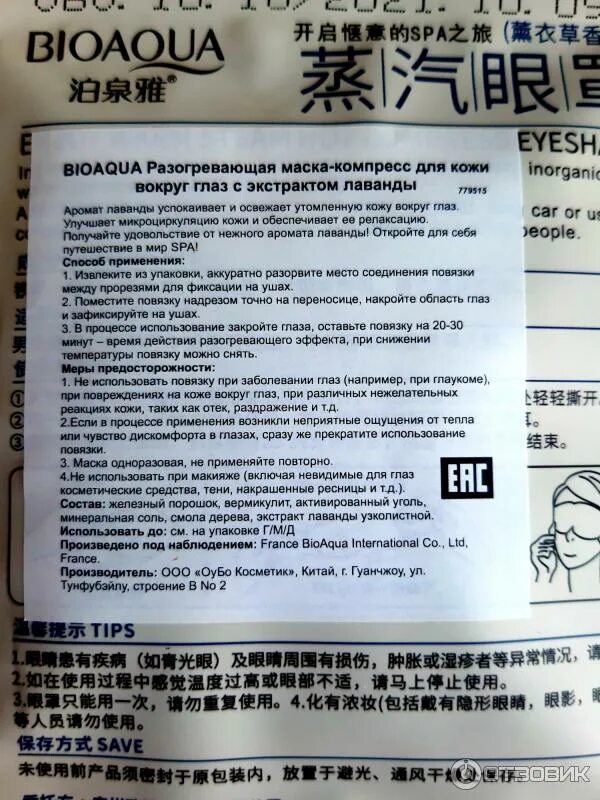 BIOAQUA
泊泉雅®
开启惬意的SPA之旅 (薰衣草香
蒸汽眼罩
EYESHA
inorganic
car or us
people.
BIOAQUA Разогревающая маска-компресс для кожи
вокруг глаз с экстрактом лаванды
779515
Аромат лаванды успокаивает и освежает утомленную кожу вокруг глаз.
Улучшает микроциркуляцию кожи и обеспечивает ее релаксацию.
Получайте удовольствие от нежного аромата лаванды! Откройте для себя
путешествие в мир SPA!
Способ применения:
1. Извлеките из упаковки, аккуратно разорвите место соединения повязки
между прорезями для фиксации на ушах.
2. Поместите повязку надрезом точно на переносице, накройте область глаз
и зафиксируйте на ушах.
3. В процессе использование закройте глаза, оставьте повязку на 20-30
минут – время действия разогревающего эффекта, при снижении
температуры повязку можно снять.
Меры предосторожности:
1. Не использовать повязку при заболевании глаз (например, при глаукоме),
при повреждениях на коже вокруг глаз, при различных нежелательных
реакциях кожи, таких как отек, раздражение и т.д.
2.Если в процессе применения возникли неприятные ощущения от тепла
или чувство дискомфорта в глазах, сразу же прекратите использование
повязки.
3. Маска одноразовая, не применяйте повторно.
4.Не использовать при макияже (включая невидимые для глаз
косметические средства, тени, накрашенные ресницы и т.д.).
Состав: железный порошок, вермикулит, активированный уголь,
минеральная соль, смола дерева, экстракт лаванды узколистной.
Использовать до: см. на упаковке Г/М/Д
Произведено под наблюдением: France BioAqua International Co., Ltd,
France.
Производитель: ООО «ОуБо Косметик», Китай, г. Гуанчжоу, ул.
Тунфубэйлу, строение B No 2
EAC
处轻轻撕开
耳。
结束。
温馨提示 TIPS
1.眼睛患有疾病（如青光眼）及眼睛周围有损伤，肿胀或湿疹者等异常情况，请
2.如在使用过程中感觉温度过高或眼部不适，请马上停止使用。
3.眼罩只能用一次，请勿重复使用。4.化有浓妆(包括戴有隐形眼睛，眼影，眼
等人员请勿使用。
保存方式 SAVE
未使用前产品须密封于原包装内，放置于避光、通风干燥处保存。
ОТЗОВИК